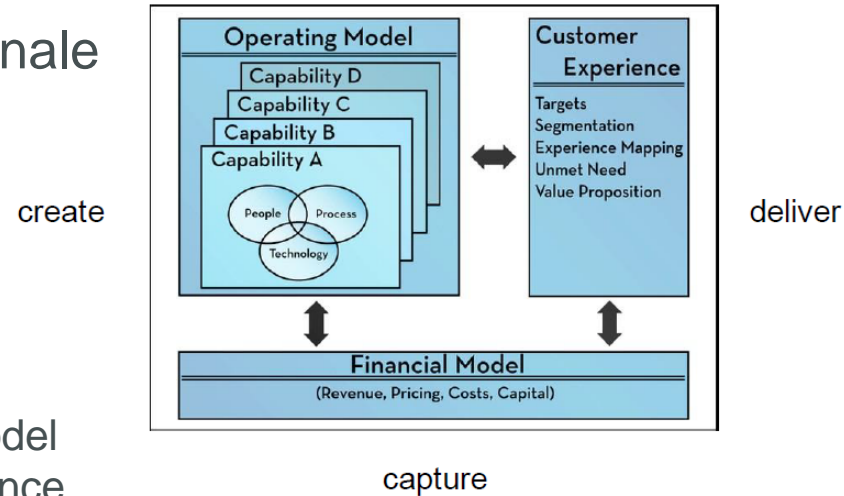 nale
Operating Model
Capability D
Capability C
Capability B
Capability A
People
Process
Technology
Customer
Experience
Targets
Segmentation
Experience Mapping
Unmet Need
Value Proposition
create
deliver
Financial Model
(Revenue, Pricing, Costs, Capital)
odel
nce
capture